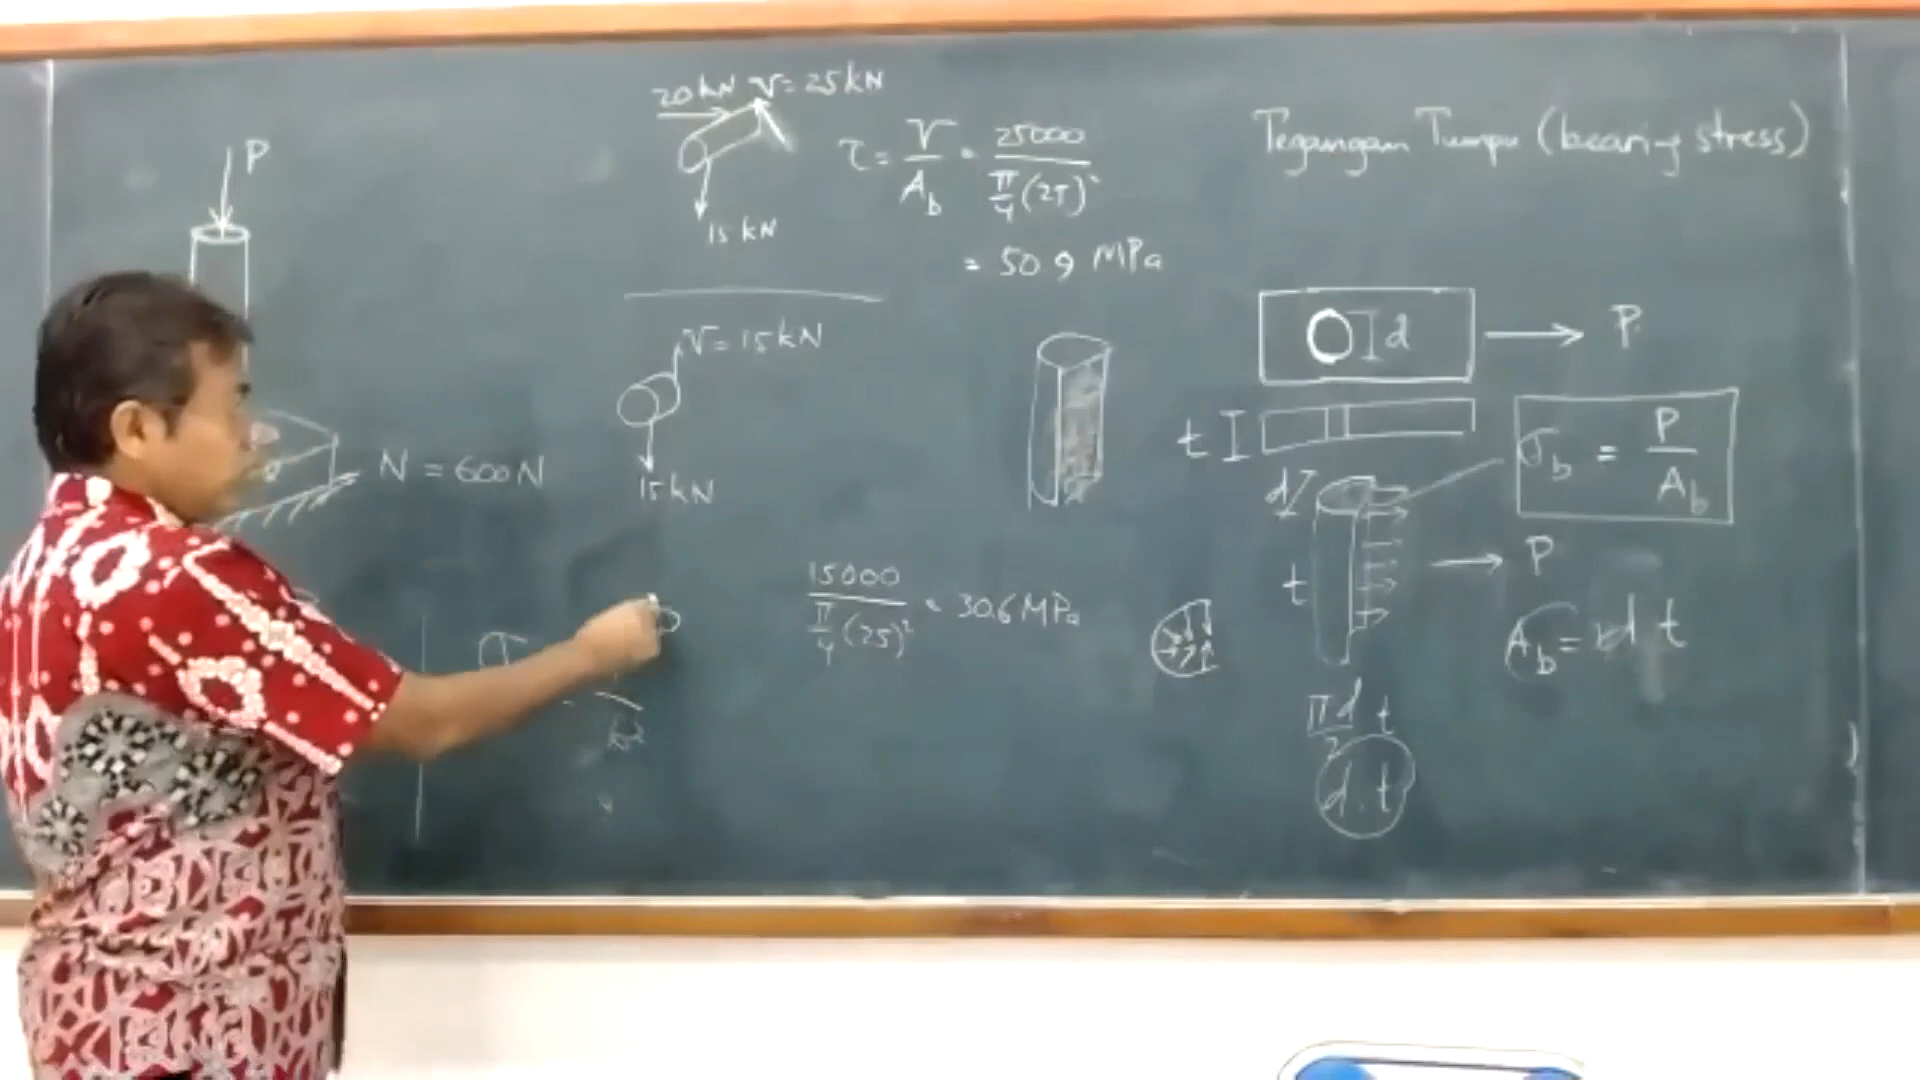 P
N = 600 N
σ
20 kN V = 25 kN
15 kN
τ = V / A_b = 25000 / π/4 (25)²
= 50 9 MPa
V = 15 kN
15 kN
15000 / π/4 (25)² = 30.6 MPa
Tegangan Tumpu (bearing stress)
d
P
t
σ_b = P / A_b
d
t
P
A_b = d t
πd/2 t
d.t